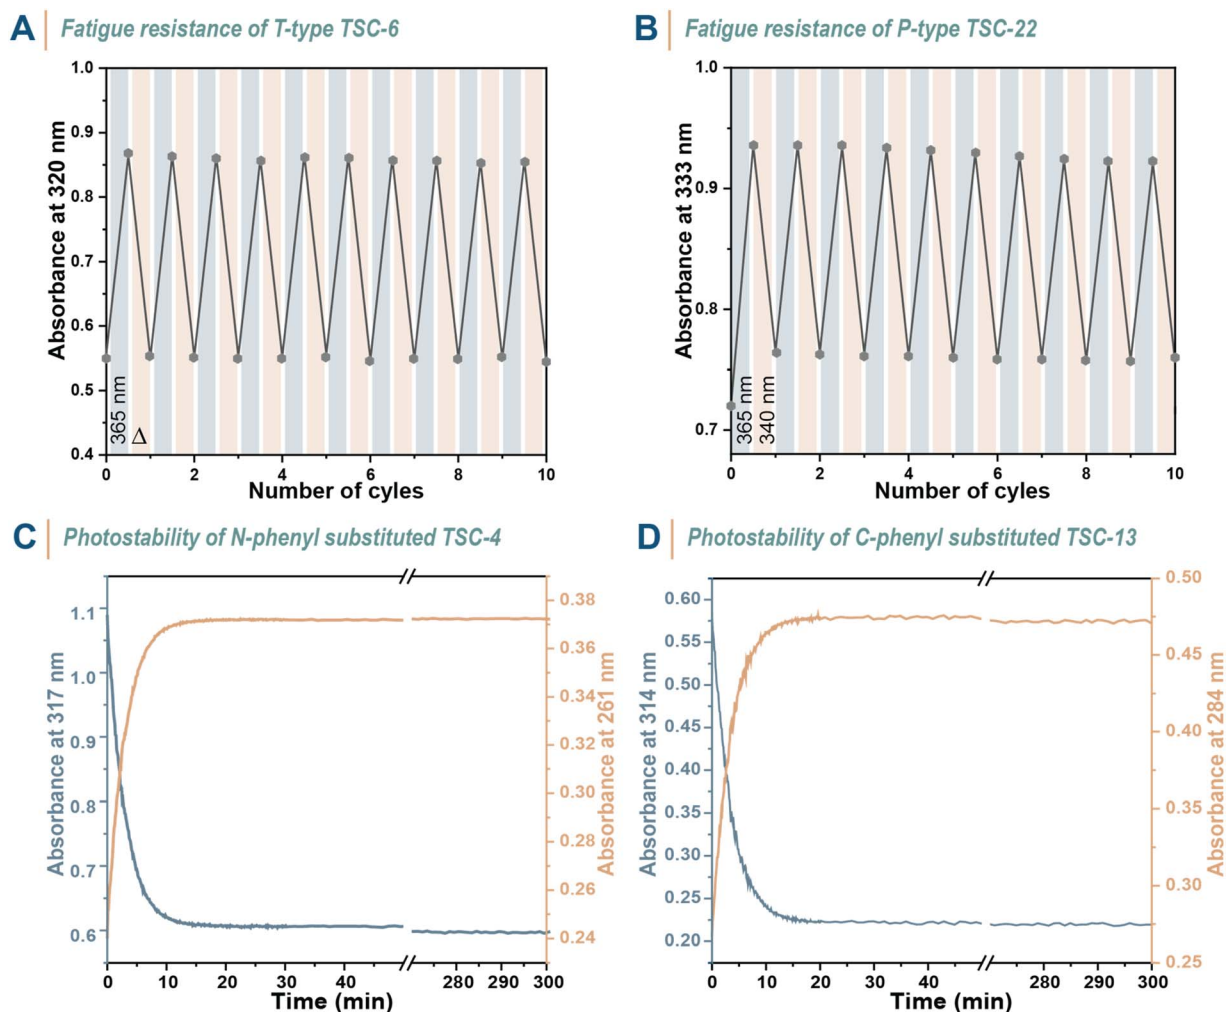 A Fatigue resistance of T-type TSC-6
Absorbance at 320 nm
1.0
0.9
0.8
0.7
0.6
0.5
0.4
365 nm
Δ
0 2 4 6 8 10
Number of cyles
B Fatigue resistance of P-type TSC-22
Absorbance at 333 nm
1.0
0.9
0.8
0.7
365 nm
340 nm
0 2 4 6 8 10
Number of cyles
C Photostability of N-phenyl substituted TSC-4
Absorbance at 317 nm
1.1
1.0
0.9
0.8
0.7
0.6
Absorbance at 261 nm
0.38
0.36
0.34
0.32
0.30
0.28
0.26
0.24
0 10 20 30 40 280 290 300
Time (min)
D Photostability of C-phenyl substituted TSC-13
Absorbance at 314 nm
0.60
0.55
0.50
0.45
0.40
0.35
0.30
0.25
0.20
Absorbance at 284 nm
0.50
0.45
0.40
0.35
0.30
0.25
0 10 20 30 40 280 290 300
Time (min)